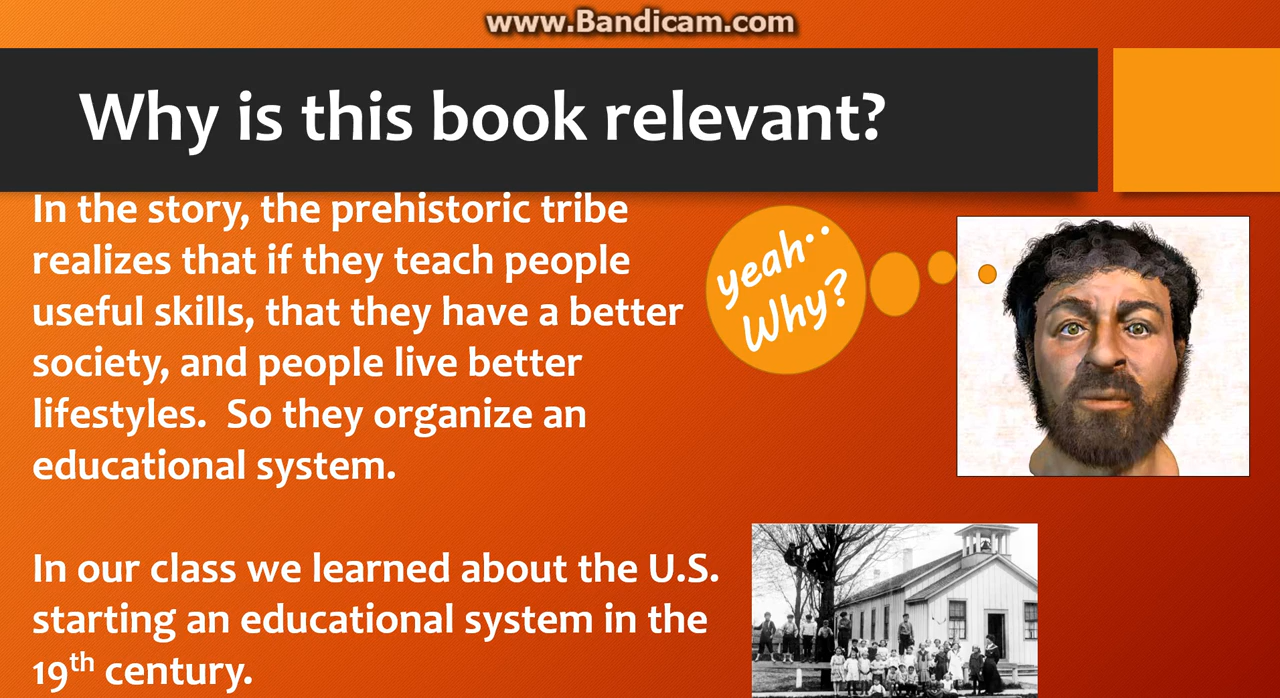 www.Bandicam.com
Why is this book relevant?
In the story, the prehistoric tribe
realizes that if they teach people
useful skills, that they have a better
society, and people live better
lifestyles.  So they organize an
educational system.
yeah..
Why?
In our class we learned about the U.S.
starting an educational system in the
19th century.